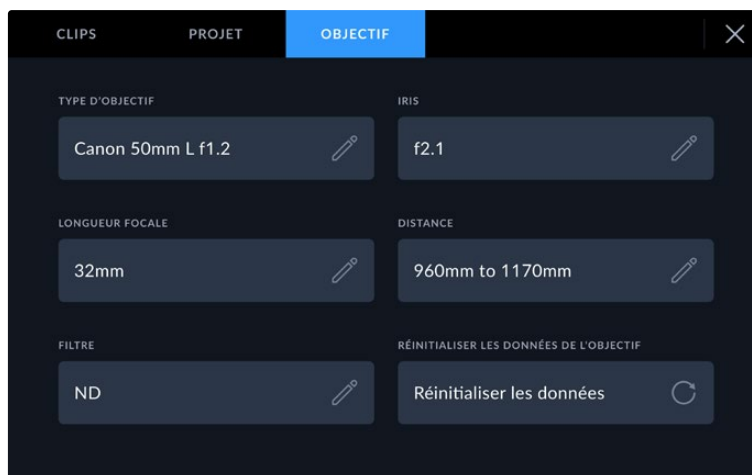 CLIPS PROJET OBJECTIF
TYPE D'OBJECTIF IRIS
Canon 50mm L f1.2 f2.1
LONGUEUR FOCALE DISTANCE
32mm 960mm to 1170mm
FILTRE RÉINITIALISER LES DONNÉES DE L'OBJECTIF
ND Réinitialiser les données